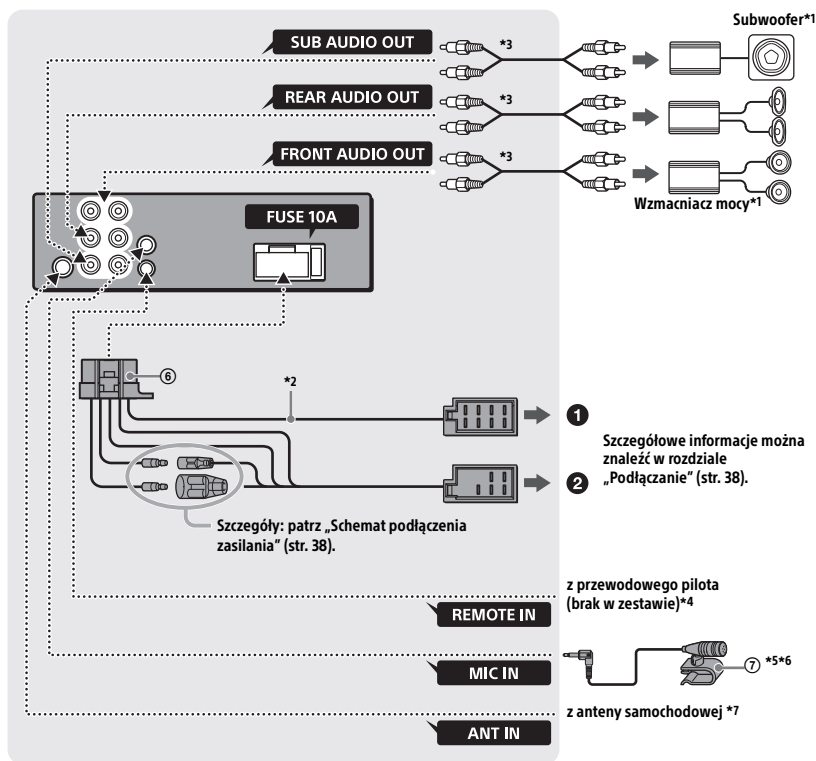 Subwoofer*1
SUB AUDIO OUT
*3
REAR AUDIO OUT
*3
FRONT AUDIO OUT
*3
Wzmacniacz mocy*1
FUSE 10A
⑥
*2
❶
❷
Szczegółowe informacje można
znaleźć w rozdziale
„Podłączanie” (str. 38).
Szczegóły: patrz „Schemat podłączenia
zasilania” (str. 38).
z przewodowego pilota
(brak w zestawie)*4
REMOTE IN
MIC IN
⑦ *5*6
z anteny samochodowej *7
ANT IN